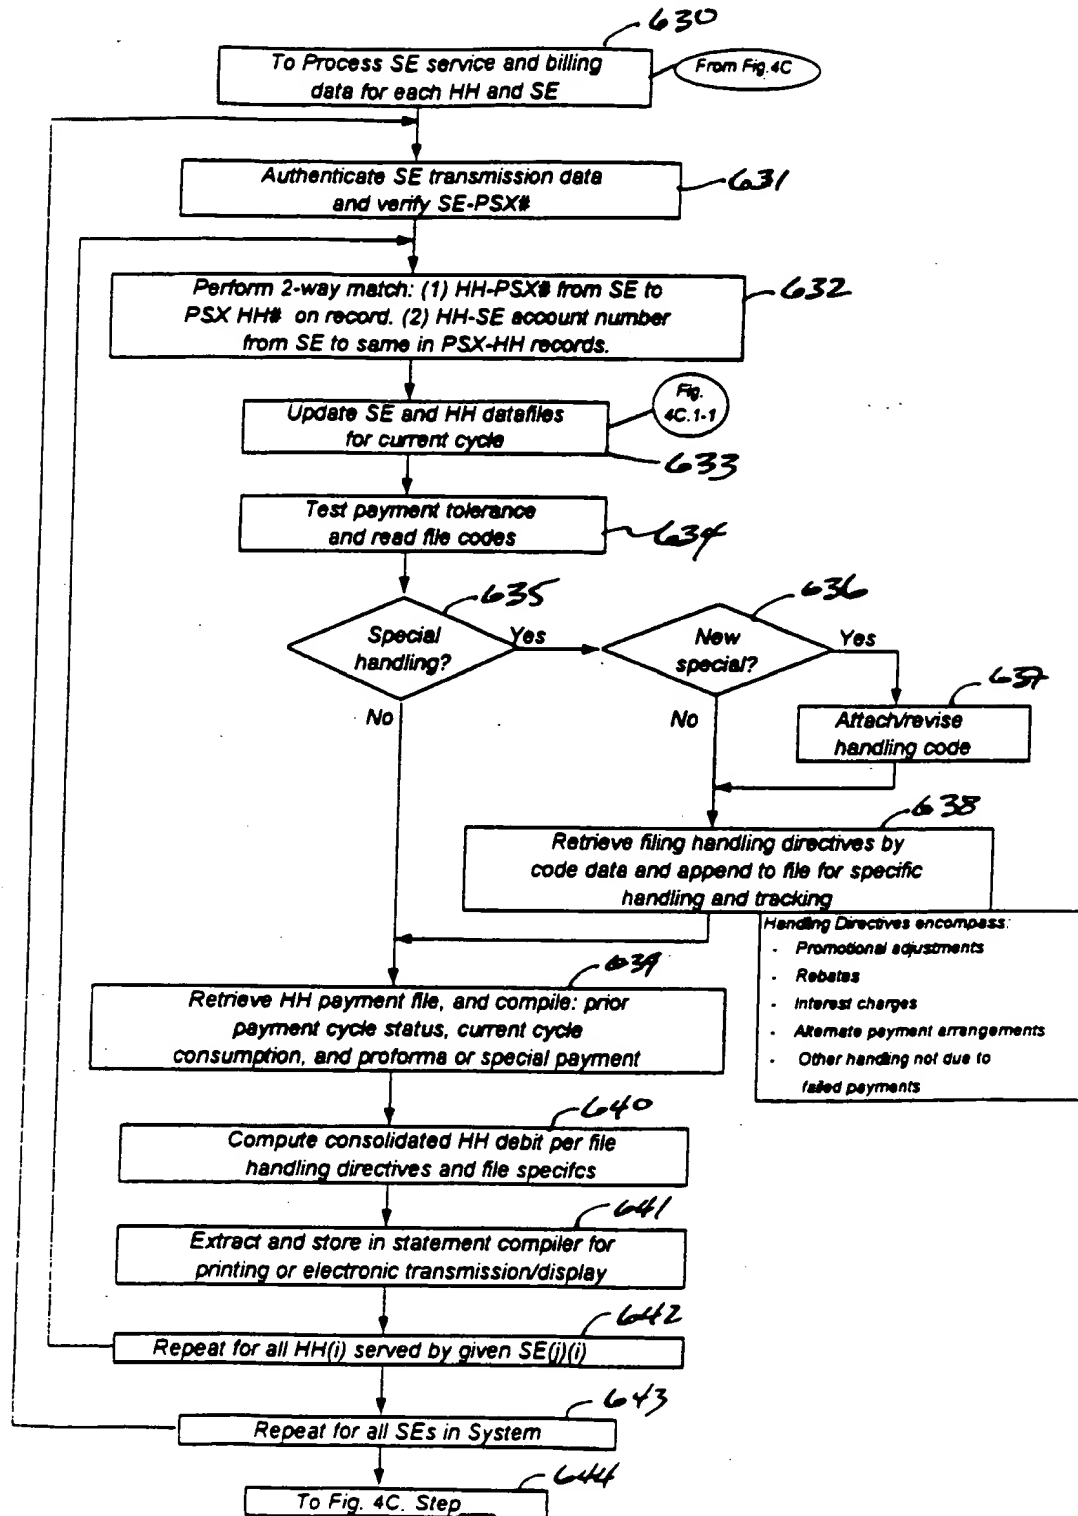 630
To Process SE service and billing
data for each HH and SE
From Fig.4C
Authenticate SE transmission data
and verify SE-PSX#
631
Perform 2-way match: (1) HH-PSX# from SE to
PSX HH# on record. (2) HH-SE account number
from SE to same in PSX-HH records.
632
Fig.
4C.1-1
Update SE and HH datafiles
for current cycle
633
Test payment tolerance
and read file codes
634
635
Special
handling?
Yes
No
636
New
special?
Yes
No
637
Attach/revise
handling code
638
Retrieve filing handling directives by
code data and append to file for specific
handling and tracking
Handling Directives encompass:
- Promotional adjustments
- Rebates
- Interest charges
- Alternate payment arrangements
- Other handling not due to
failed payments
639
Retrieve HH payment file, and compile: prior
payment cycle status, current cycle
consumption, and proforma or special payment
640
Compute consolidated HH debit per file
handling directives and file specifcs
641
Extract and store in statement compiler for
printing or electronic transmission/display
642
Repeat for all HH(i) served by given SE(j)(i)
643
Repeat for all SEs in System
644
To Fig. 4C. Step